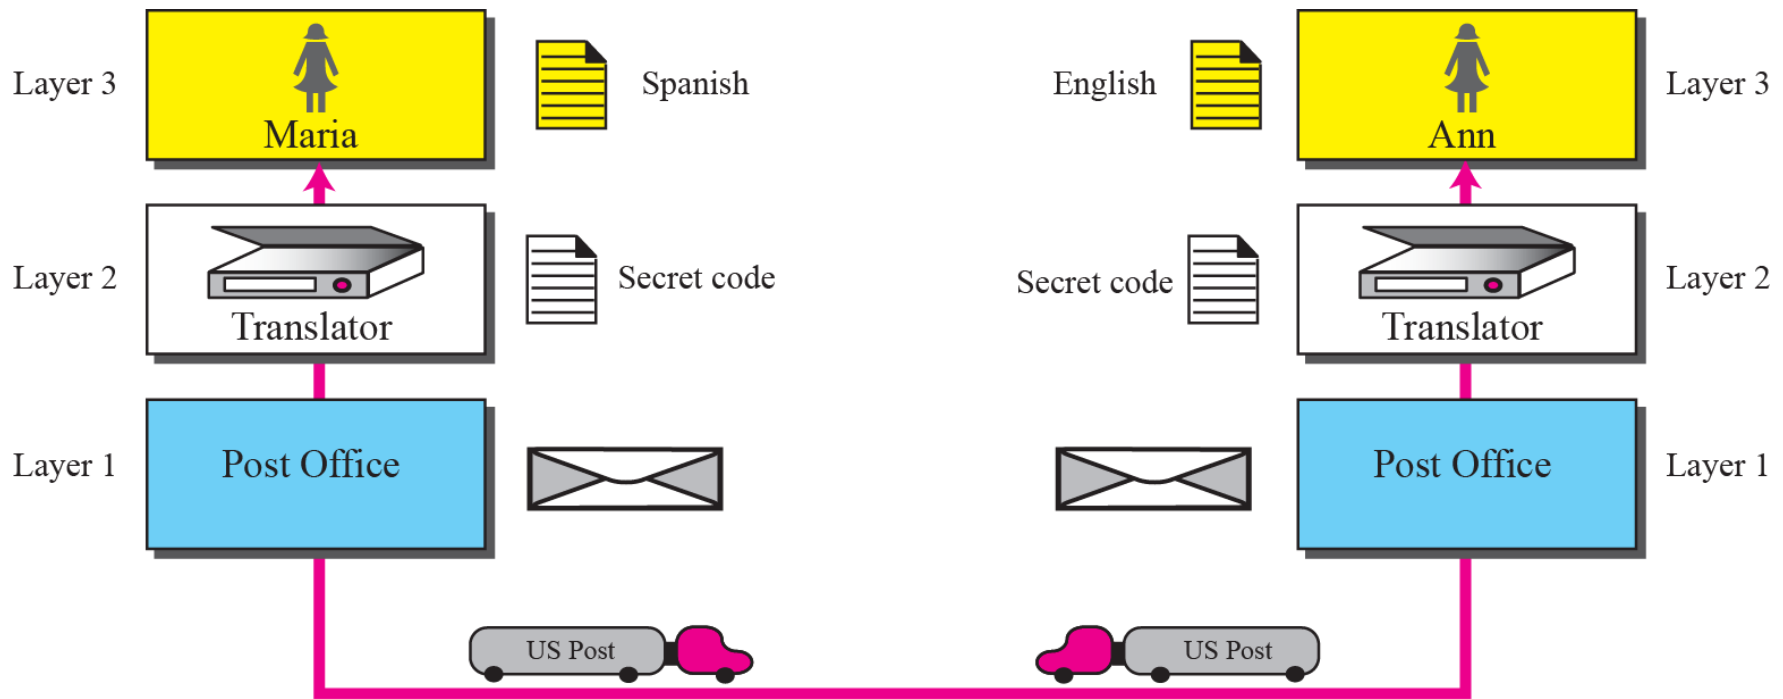 Layer 3
Maria
Spanish
English
Ann
Layer 3
Layer 2
Translator
Secret code
Secret code
Translator
Layer 2
Layer 1
Post Office
Post Office
Layer 1
US Post
US Post